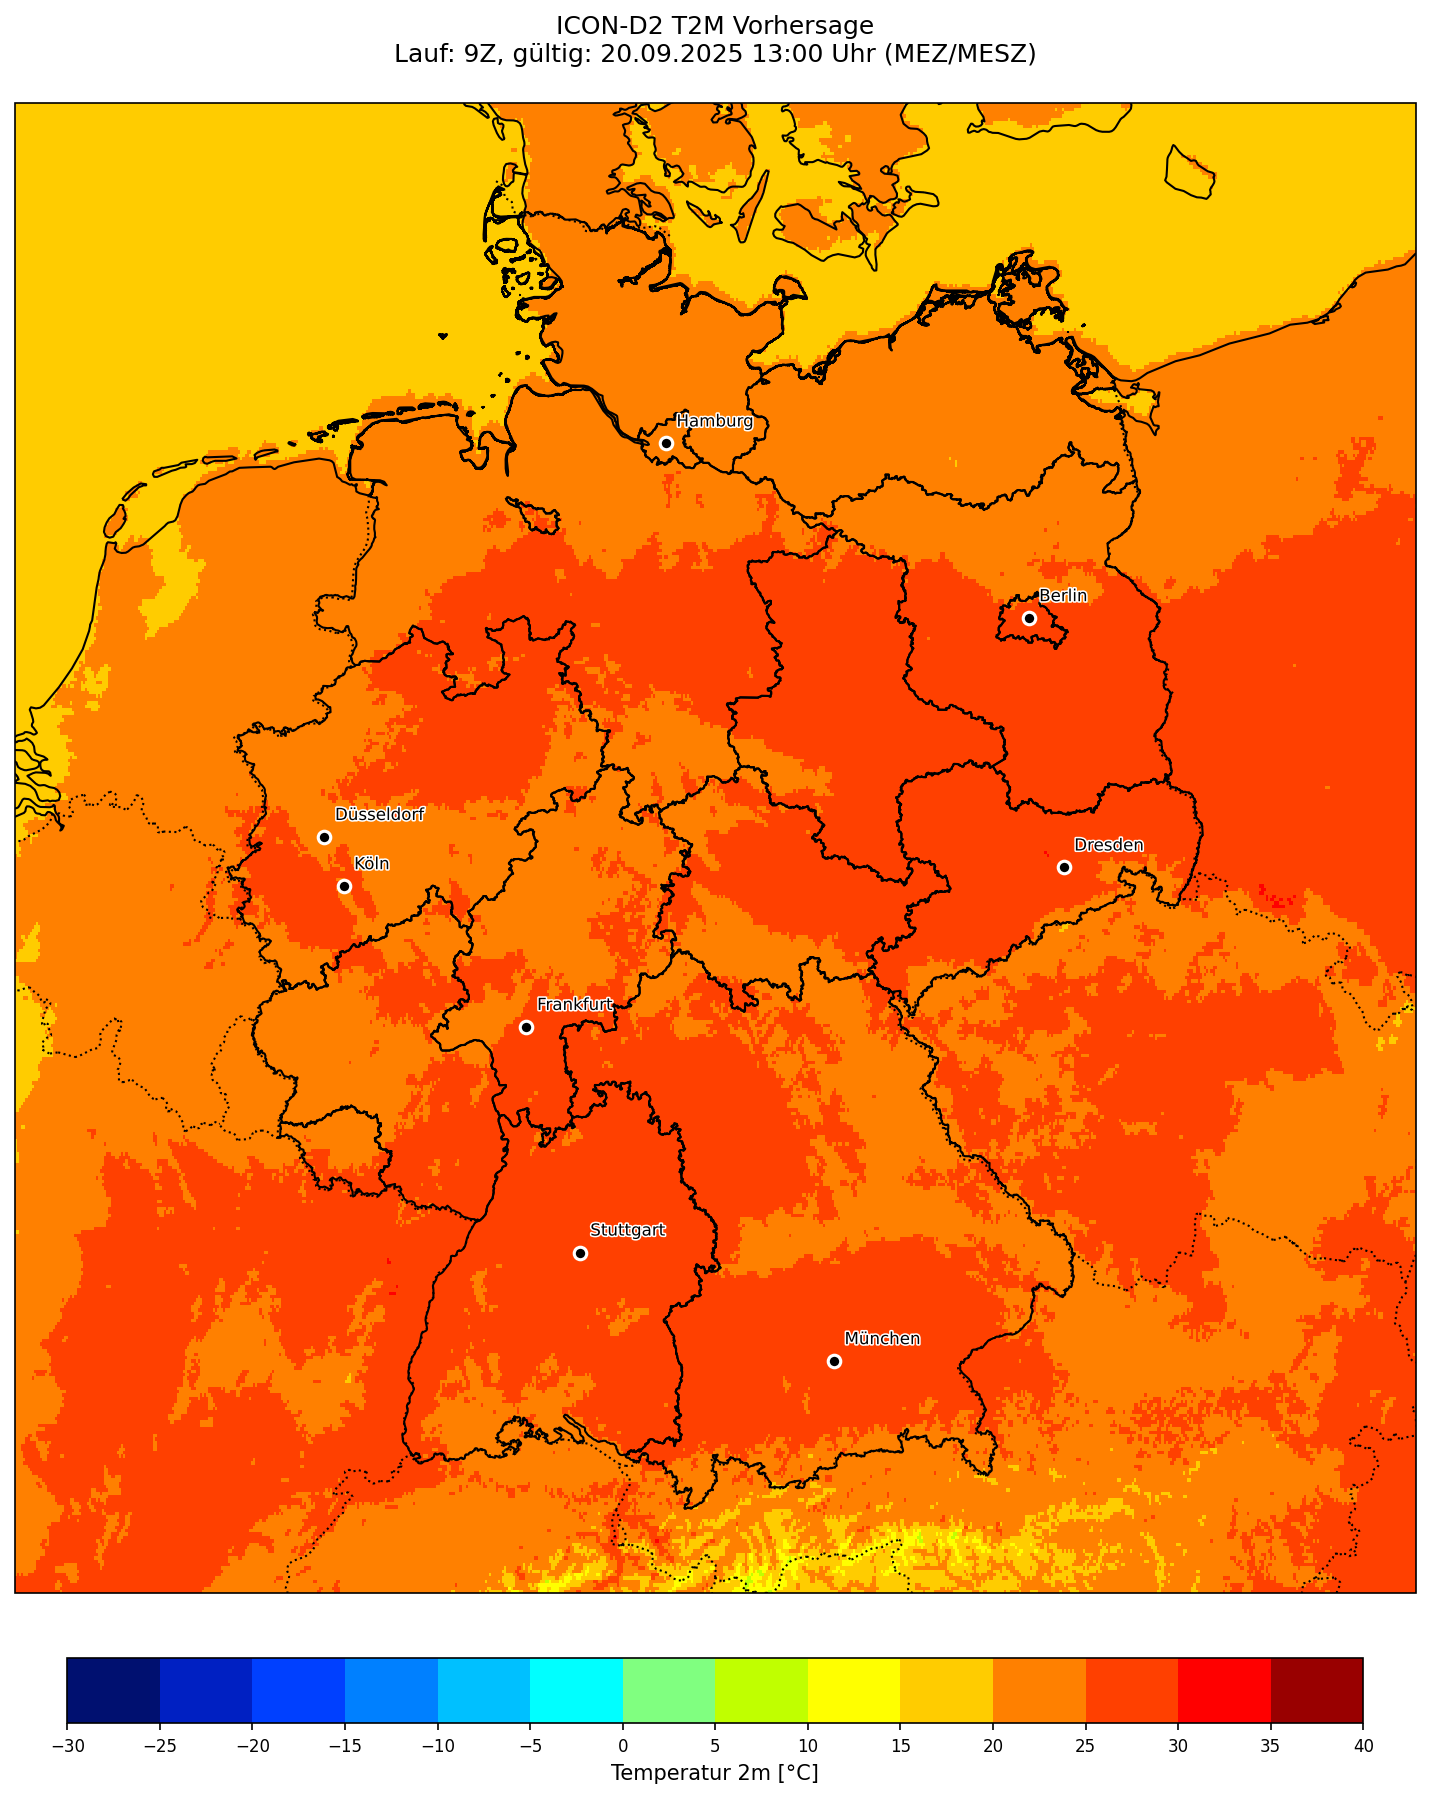 ICON-D2 T2M Vorhersage
Lauf: 9Z, gültig: 20.09.2025 13:00 Uhr (MEZ/MESZ)
Hamburg
Berlin
Düsseldorf
Köln
Dresden
Frankfurt
Stuttgart
München
−30 −25 −20 −15 −10 −5 0 5 10 15 20 25 30 35 40
Temperatur 2m [°C]